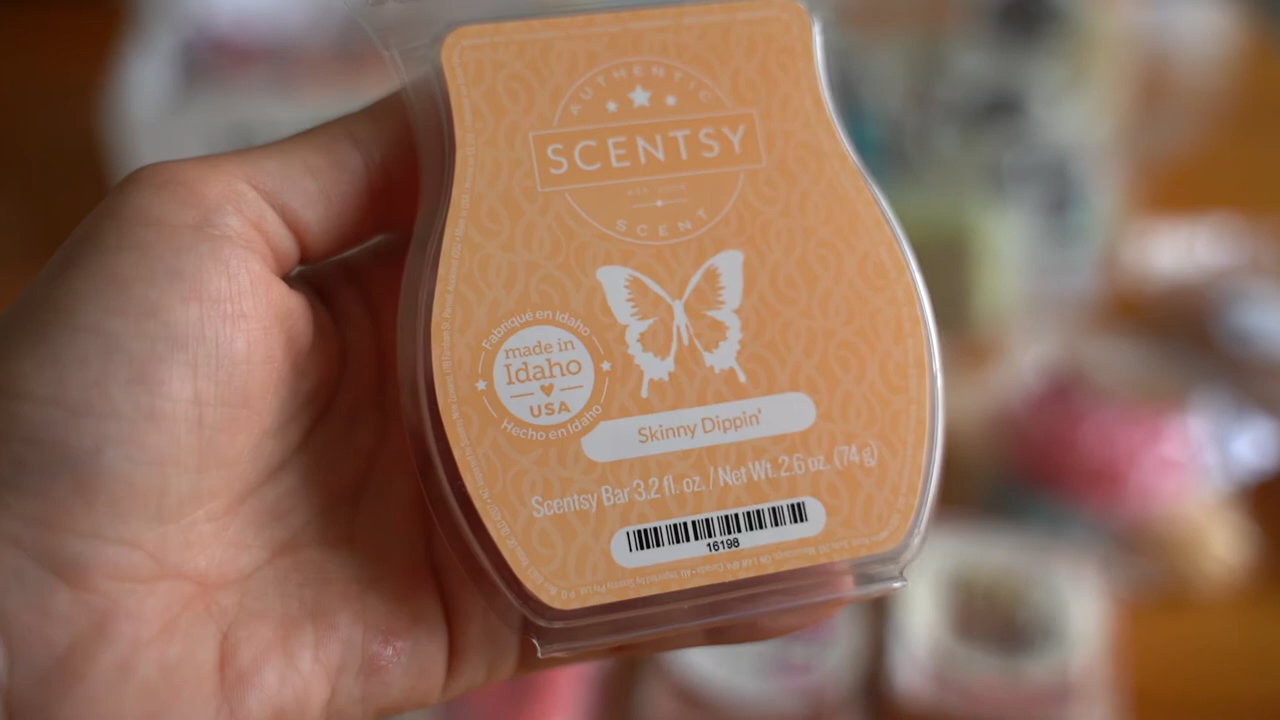 AUTHENTIC
SCENTSY
SCENT
Fabriqué en Idaho
made in
Idaho
USA
Hecho en Idaho
Skinny Dippin'
Scentsy Bar 3.2 fl. oz. / Net Wt. 2.6 oz. (74 g)
16198